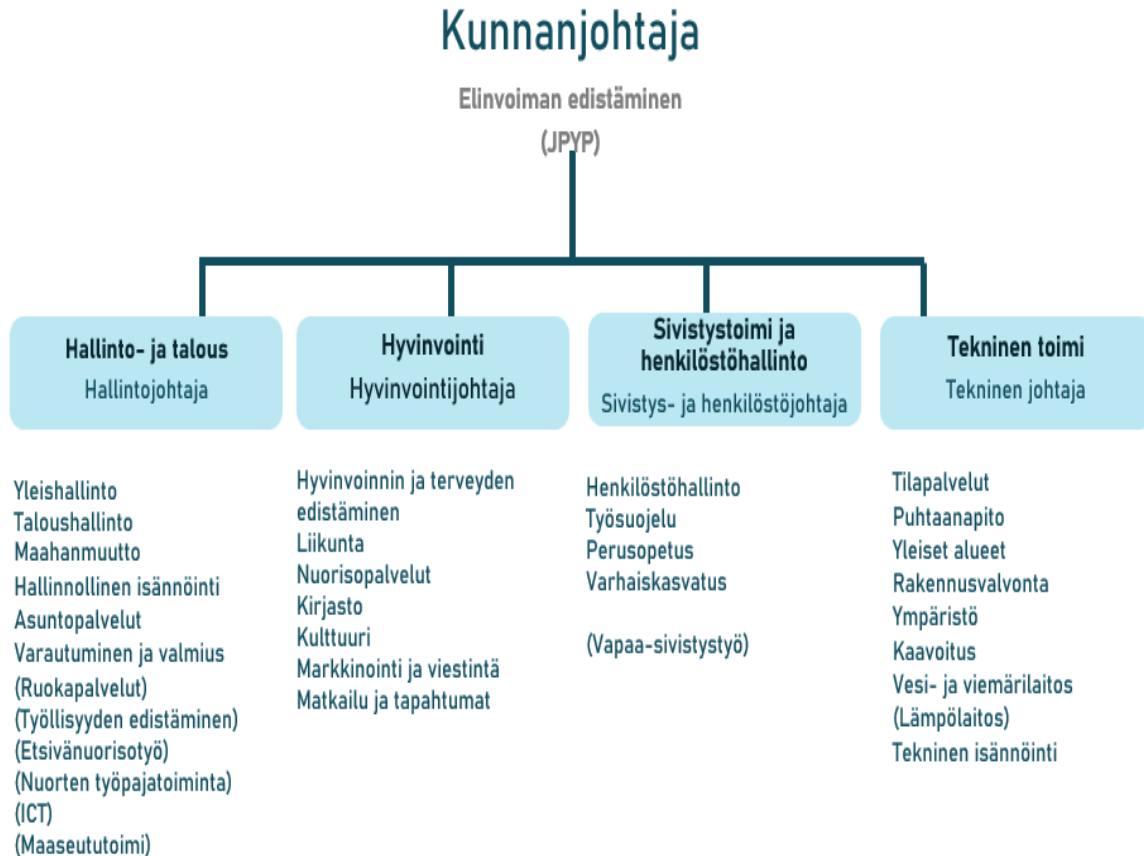 Kunnanjohtaja
Elinvoiman edistäminen
(JPYP)
Hallinto- ja talous
Hallintojohtaja
Hyvinvointi
Hyvinvointijohtaja
Sivistystoimi ja
henkilöstöhallinto
Sivistys- ja henkilöstöjohtaja
Tekninen toimi
Tekninen johtaja
Yleishallinto
Taloushallinto
Maahanmuutto
Hallinnollinen isännöinti
Asuntopalvelut
Varautuminen ja valmius
(Ruokapalvelut)
(Työllisyyden edistäminen)
(Etsivänuorisotyö)
(Nuorten työpajatoiminta)
(ICT)
(Maaseututoimi)
Hyvinvoinnin ja terveyden
edistäminen
Liikunta
Nuorisopalvelut
Kirjasto
Kulttuuri
Markkinointi ja viestintä
Matkailu ja tapahtumat
Henkilöstöhallinto
Työsuojelu
Perusopetus
Varhaiskasvatus
(Vapaa-sivistystyö)
Tilapalvelut
Puhtaanapito
Yleiset alueet
Rakennusvalvonta
Ympäristö
Kaavoitus
Vesi- ja viemärilaitos
(Lämpölaitos)
Tekninen isännöinti